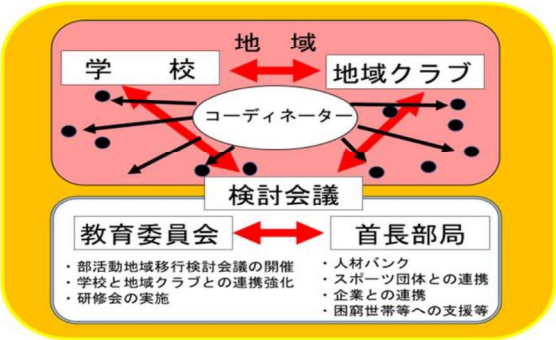 地　域
学　　校
地域クラブ
コーディネーター
検討会議
教育委員会
首長部局
・部活動地域移行検討会議の開催
・学校と地域クラブとの連携強化
・研修会の実施
・人材バンク
・スポーツ団体との連携
・企業との連携
・困窮世帯等への支援等